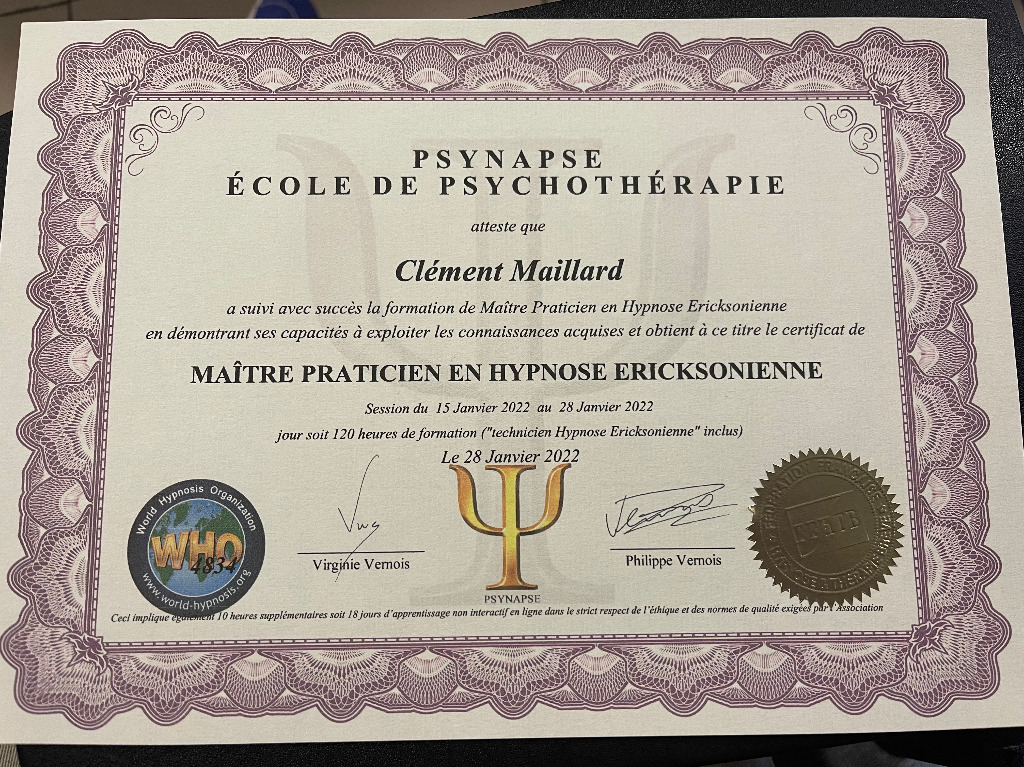 PSYNAPSE
ÉCOLE DE PSYCHOTHÉRAPIE
atteste que
Clément Maillard
a suivi avec succès la formation de Maître Praticien en Hypnose Ericksonienne
en démontrant ses capacités à exploiter les connaissances acquises et obtient à ce titre le certificat de
MAÎTRE PRATICIEN EN HYPNOSE ERICKSONIENNE
Session du 15 Janvier 2022 au 28 Janvier 2022
jour soit 120 heures de formation ("technicien Hypnose Ericksonienne" inclus)
Le 28 Janvier 2022
World Hypnosis Organization
WHO
4834
www.world-hypnosis.org
Virginie Vernois
PSYNAPSE
Philippe Vernois
Ceci implique également 10 heures supplémentaires soit 18 jours d'apprentissage non interactif en ligne dans le strict respect de l'éthique et des normes de qualité exigées par l'Association